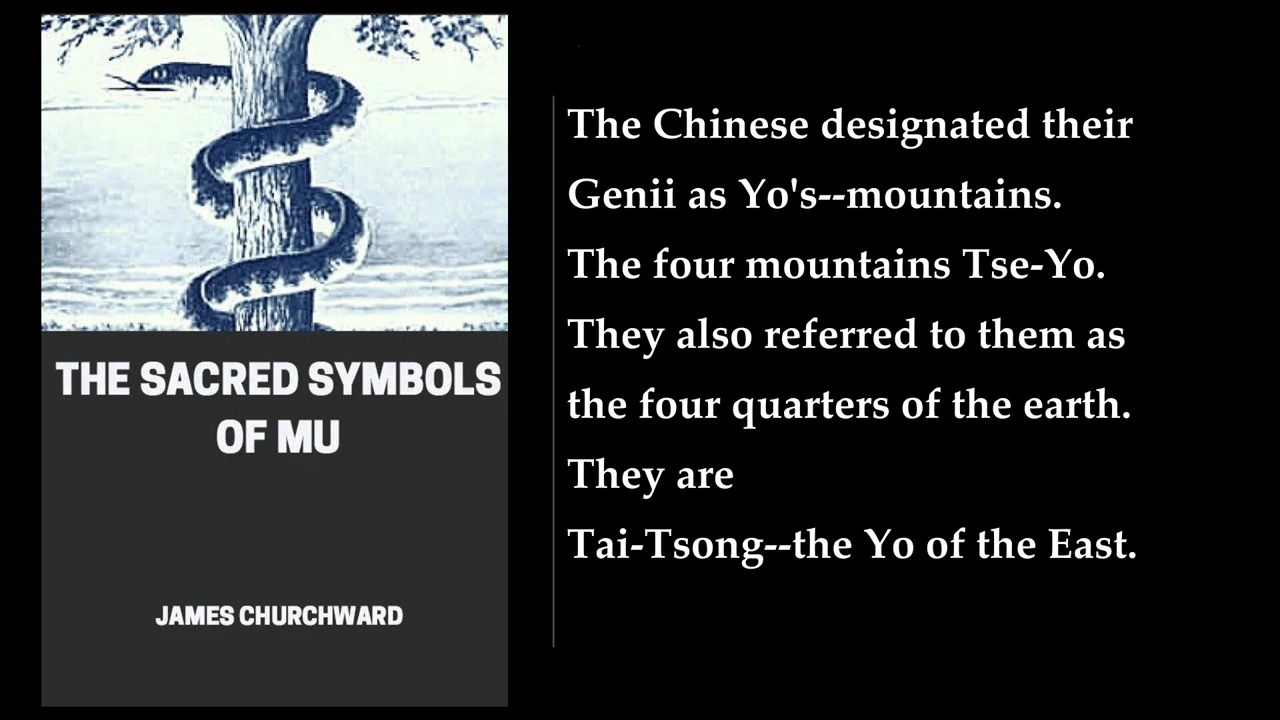 THE SACRED SYMBOLS
OF MU
JAMES CHURCHWARD
The Chinese designated their
Genii as Yo's--mountains.
The four mountains Tse-Yo.
They also referred to them as
the four quarters of the earth.
They are
Tai-Tsong--the Yo of the East.